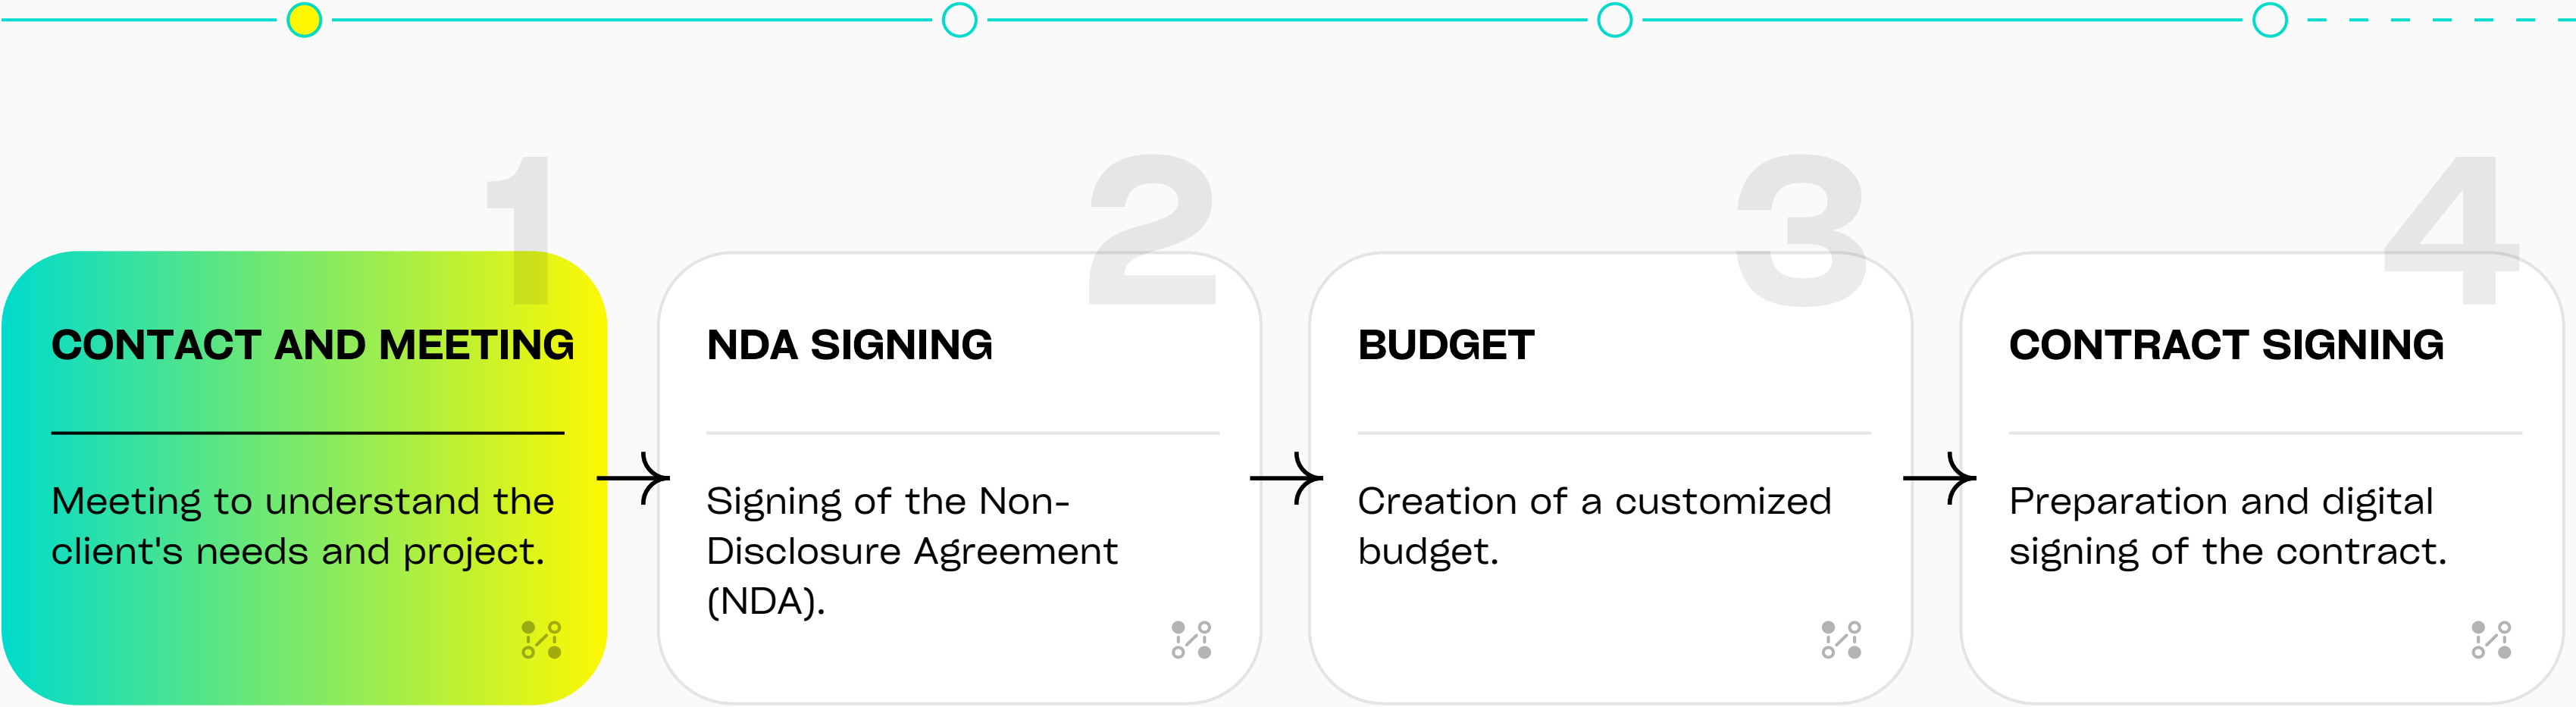 1
CONTACT AND MEETING
Meeting to understand the
client's needs and project.
2
NDA SIGNING
Signing of the Non-
Disclosure Agreement
(NDA).
3
BUDGET
Creation of a customized
budget.
4
CONTRACT SIGNING
Preparation and digital
signing of the contract.